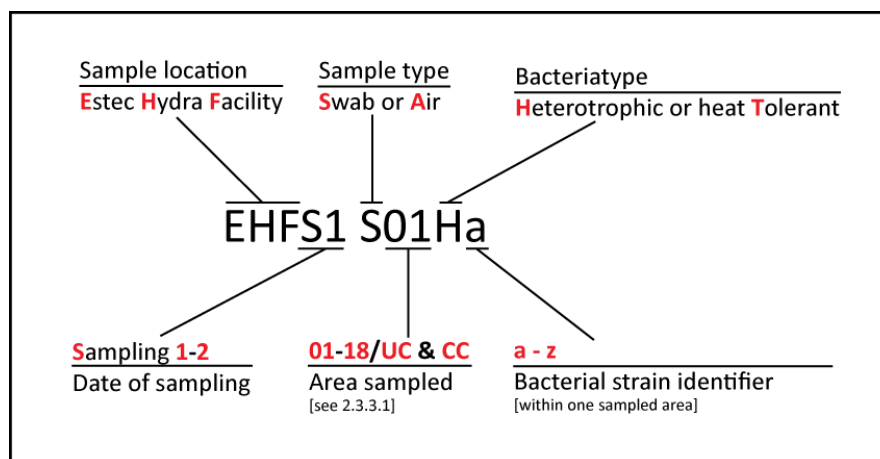 Sample location
Estec Hydra Facility
Sample type
Swab or Air
Bacteriatype
Heterotrophic or heat Tolerant
EHFS1 S01Ha
Sampling 1-2
Date of sampling
01-18/UC & CC
Area sampled
[see 2.3.3.1]
a - z
Bacterial strain identifier
[within one sampled area]